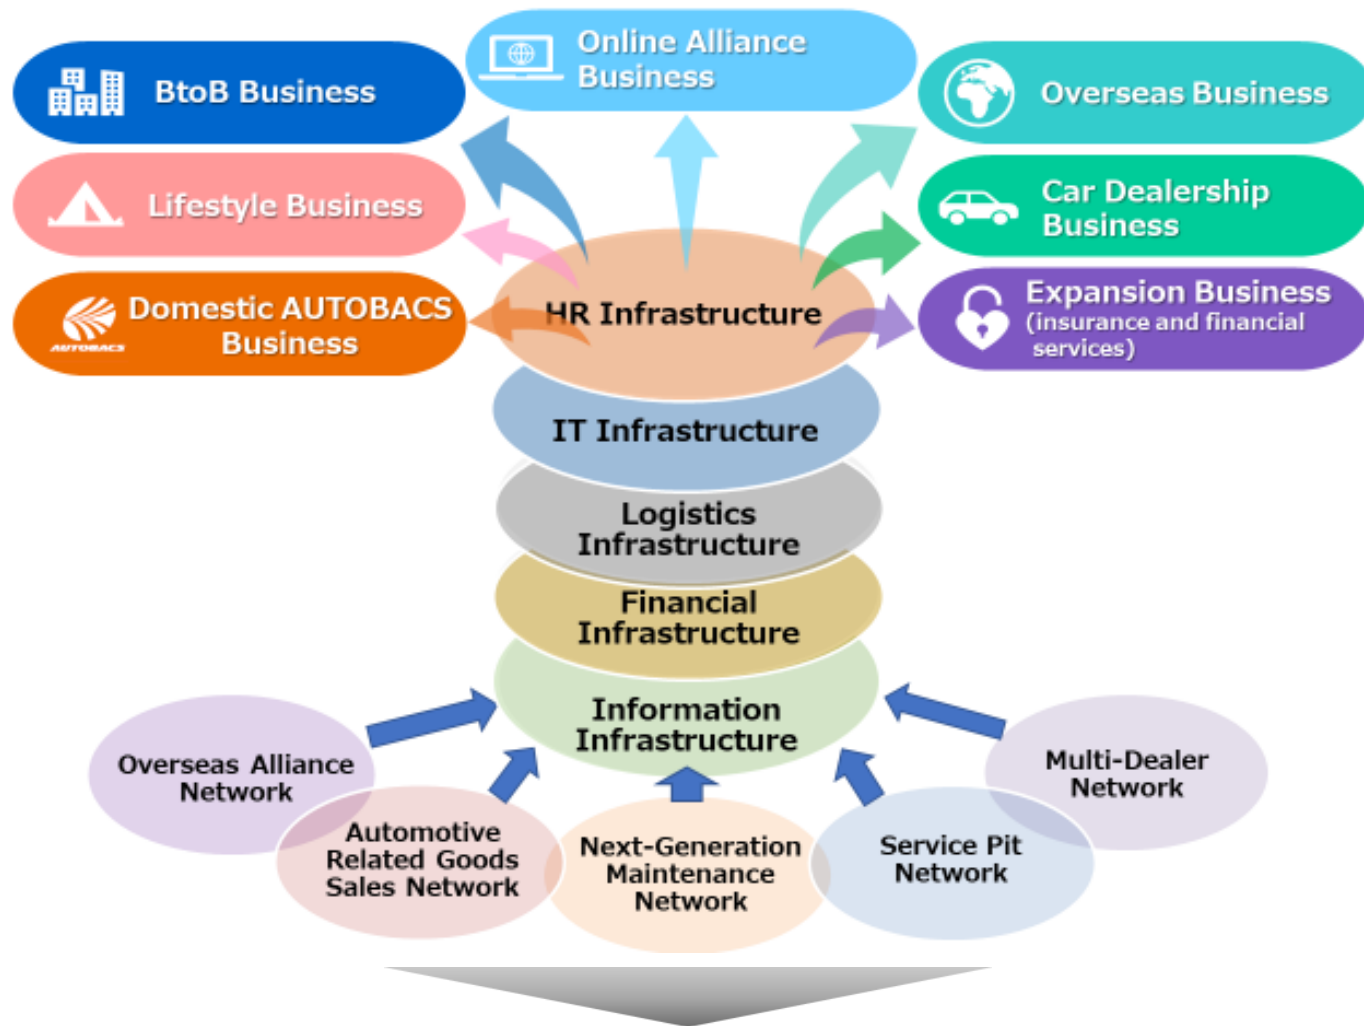 Online Alliance
Business
BtoB Business
Overseas Business
Lifestyle Business
Car Dealership
Business
Domestic AUTOBACS
Business
AUTOBACS
Expansion Business
(insurance and financial
services)
HR Infrastructure
IT Infrastructure
Logistics
Infrastructure
Financial
Infrastructure
Information
Infrastructure
Overseas Alliance
Network
Automotive
Related Goods
Sales Network
Next-Generation
Maintenance
Network
Service Pit
Network
Multi-Dealer
Network